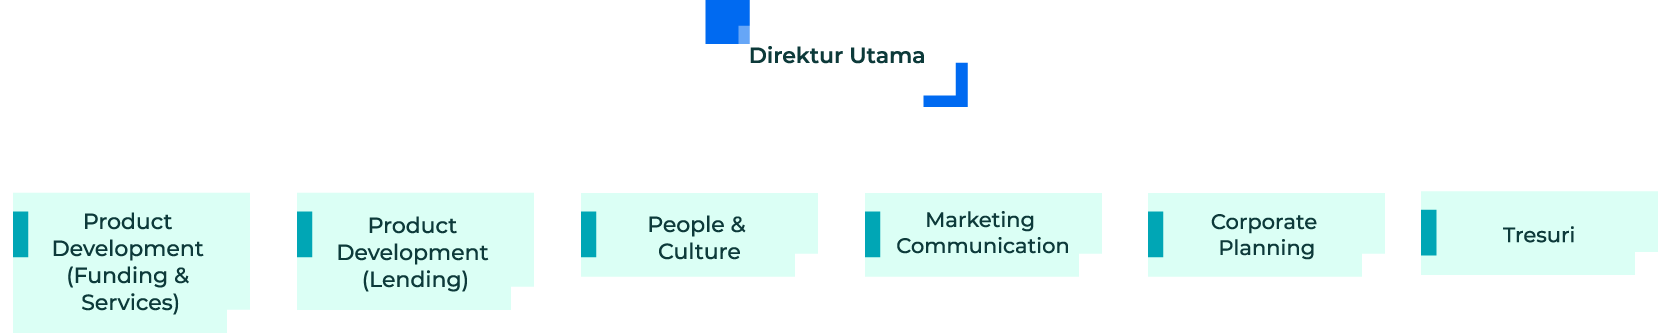 Direktur Utama
Product
Development
(Funding &
Services)
Product
Development
(Lending)
People &
Culture
Marketing
Communication
Corporate
Planning
Tresuri